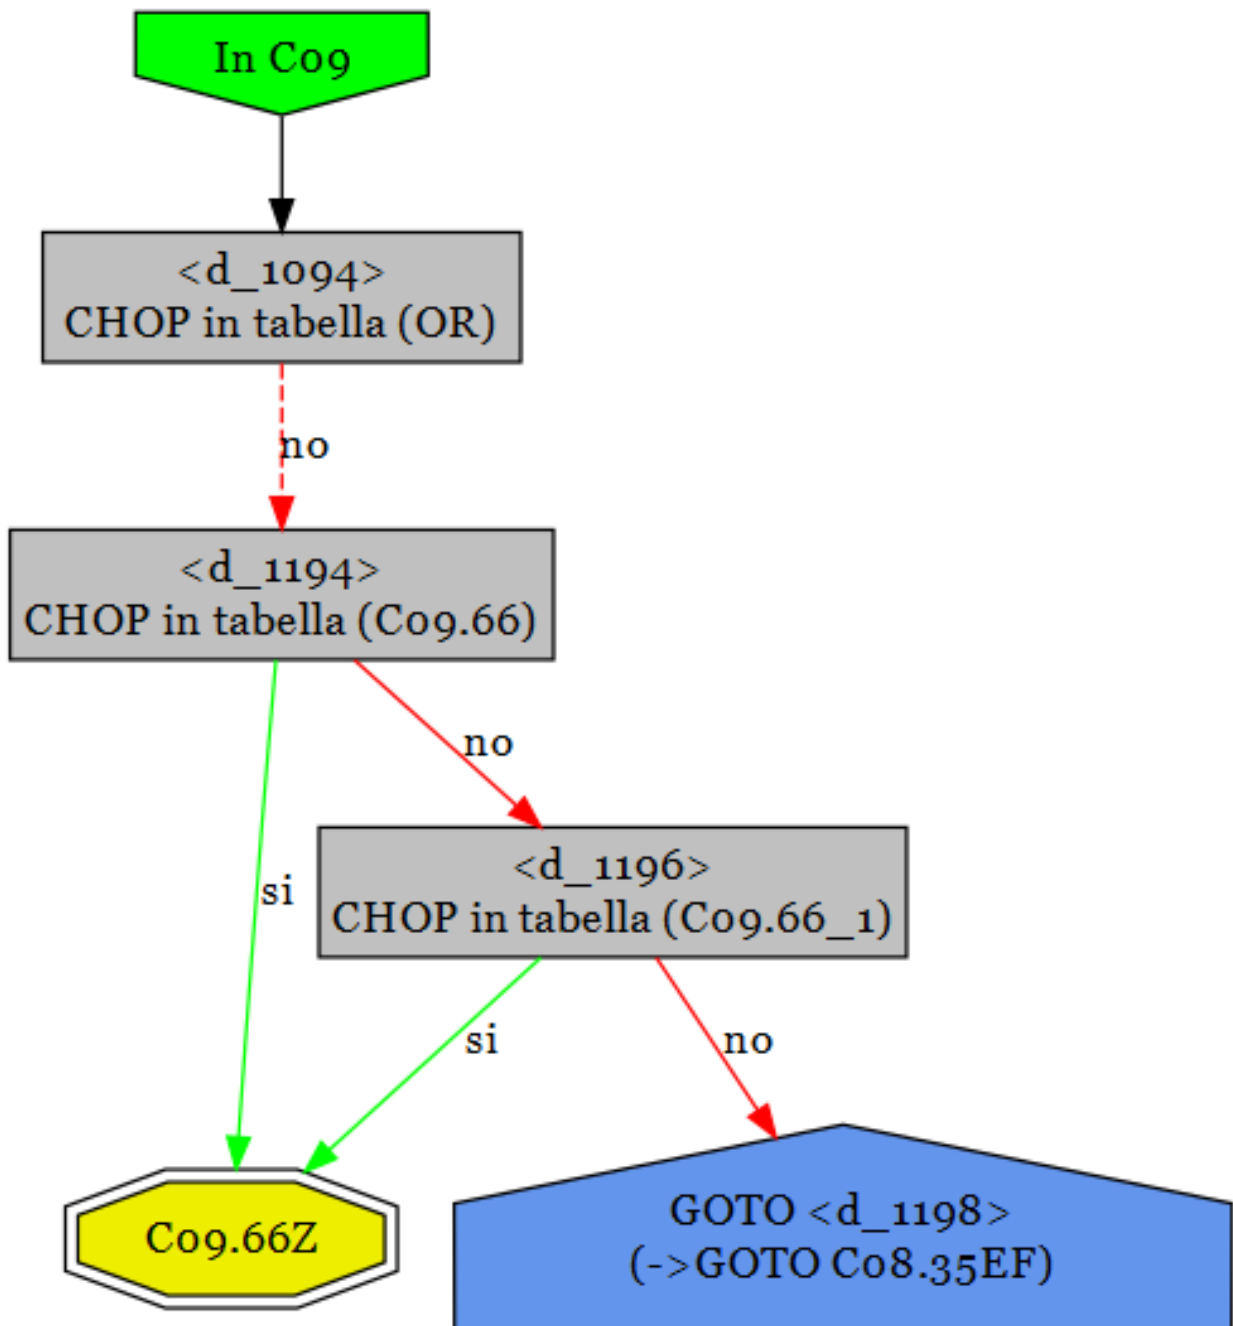 In C09
<d_1094>
CHOP in tabella (OR)
no
<d_1194>
CHOP in tabella (C09.66)
no
<d_1196>
si
CHOP in tabella (C09.66_1)
si
no
C09.66Z
GOTO <d_1198>
(->GOTO C08.35EF)